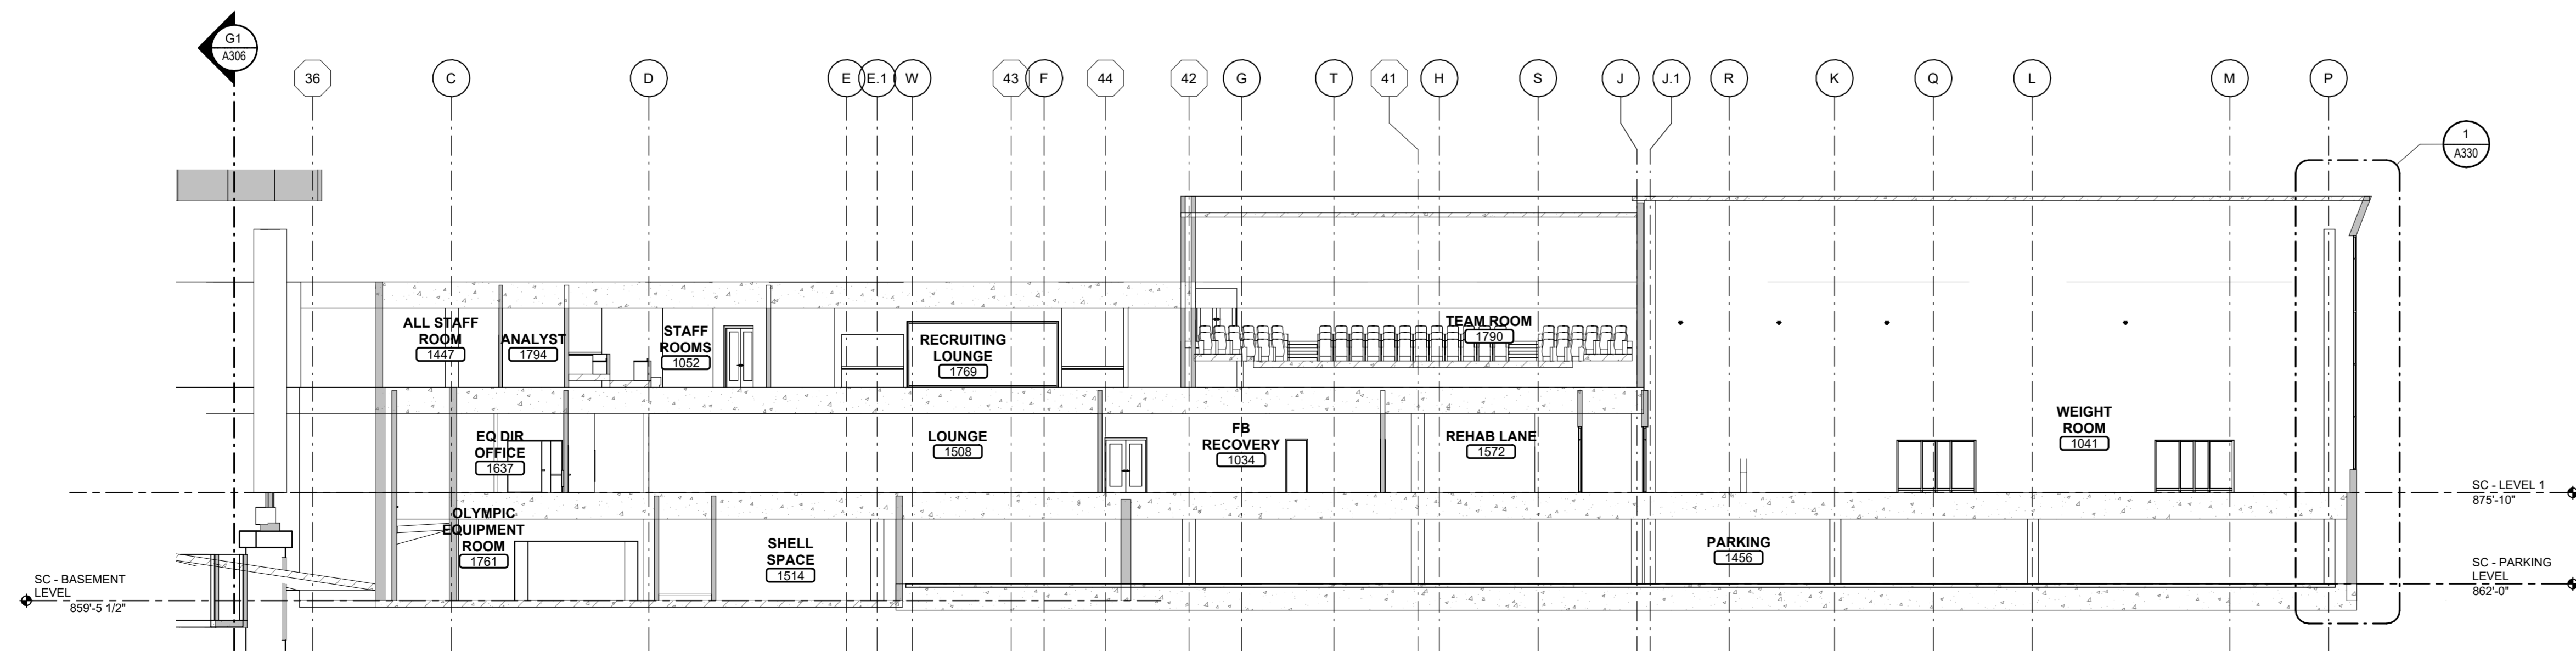 G1
A306
36
C
D
E
E.1
W
43
F
44
42
G
T
41
H
S
J
J.1
R
K
Q
L
M
P
1
A330
ALL STAFF
ROOM
1447
ANALYST
1794
STAFF
ROOMS
1052
RECRUITING
LOUNGE
1769
TEAM ROOM
1790
EQ DIR
OFFICE
1637
LOUNGE
1508
FB
RECOVERY
1034
REHAB LANE
1572
WEIGHT
ROOM
1041
SC - LEVEL 1
875'-10"
OLYMPIC
EQUIPMENT
ROOM
1761
SHELL
SPACE
1514
PARKING
1456
SC - BASEMENT
LEVEL
859'-5 1/2"
SC - PARKING
LEVEL
862'-0"